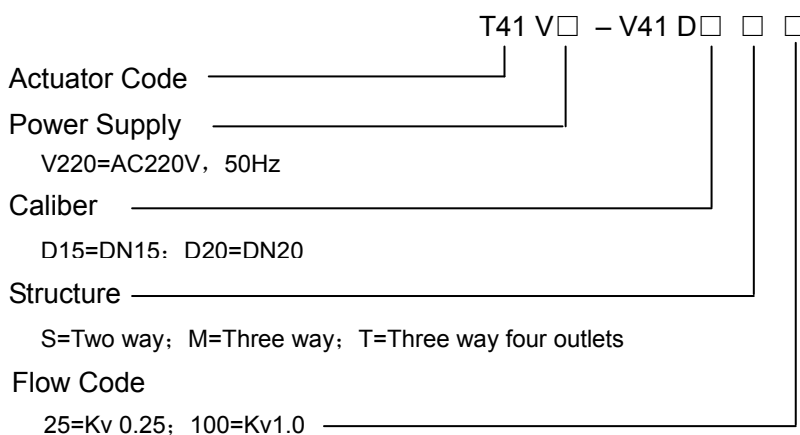 T41 V□ – V41 D□ □ □
Actuator Code
Power Supply
V220=AC220V，50Hz
Caliber
D15=DN15；D20=DN20
Structure
S=Two way；M=Three way；T=Three way four outlets
Flow Code
25=Kv 0.25；100=Kv1.0